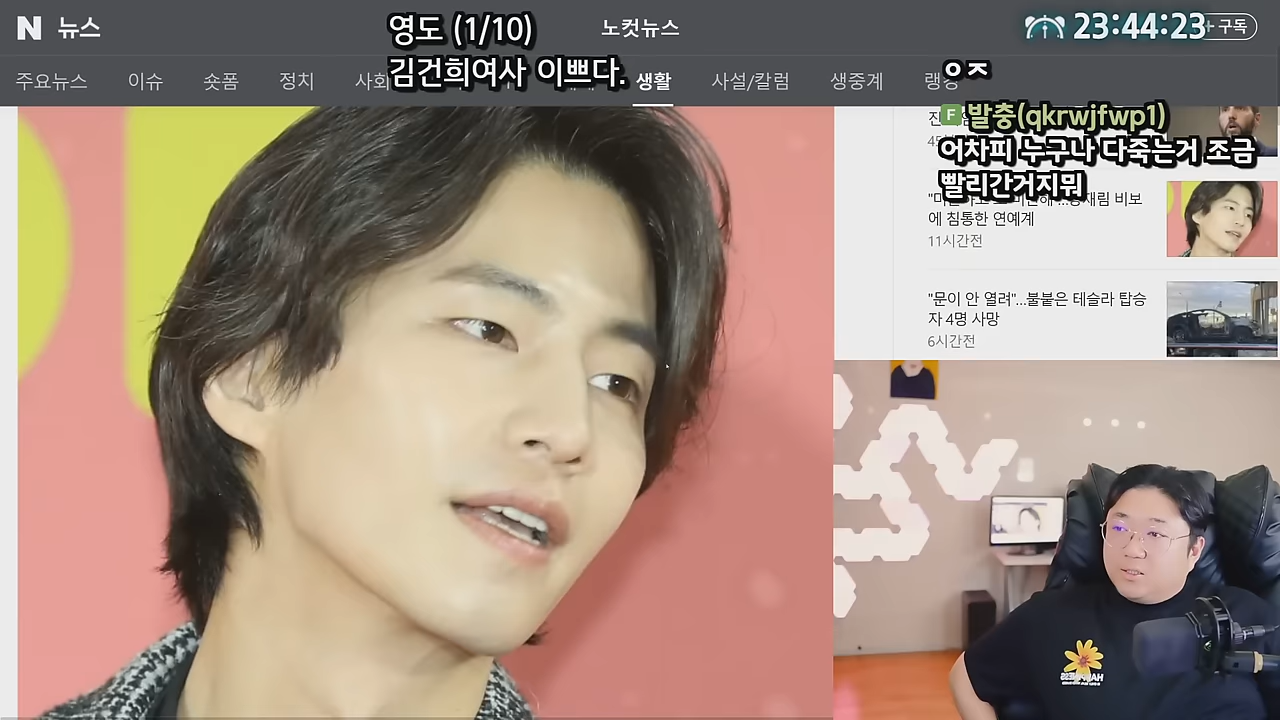 N 뉴스
영도 (1/10)
노컷뉴스
23:44:23
구독
주요뉴스 이슈 숏폼 정치 사회
김건희여사 이쁘다.
생활 사설/칼럼 생중계 랭킹
ㅇㅈ
F 발충(qkrwjfwp1)
어차피 누구나 다죽는거 조금
빨리간거지뭐
비보
에 침통한 연예계
11시간전
"문이 안 열려"...불붙은 테슬라 탑승
자 4명 사망
6시간전